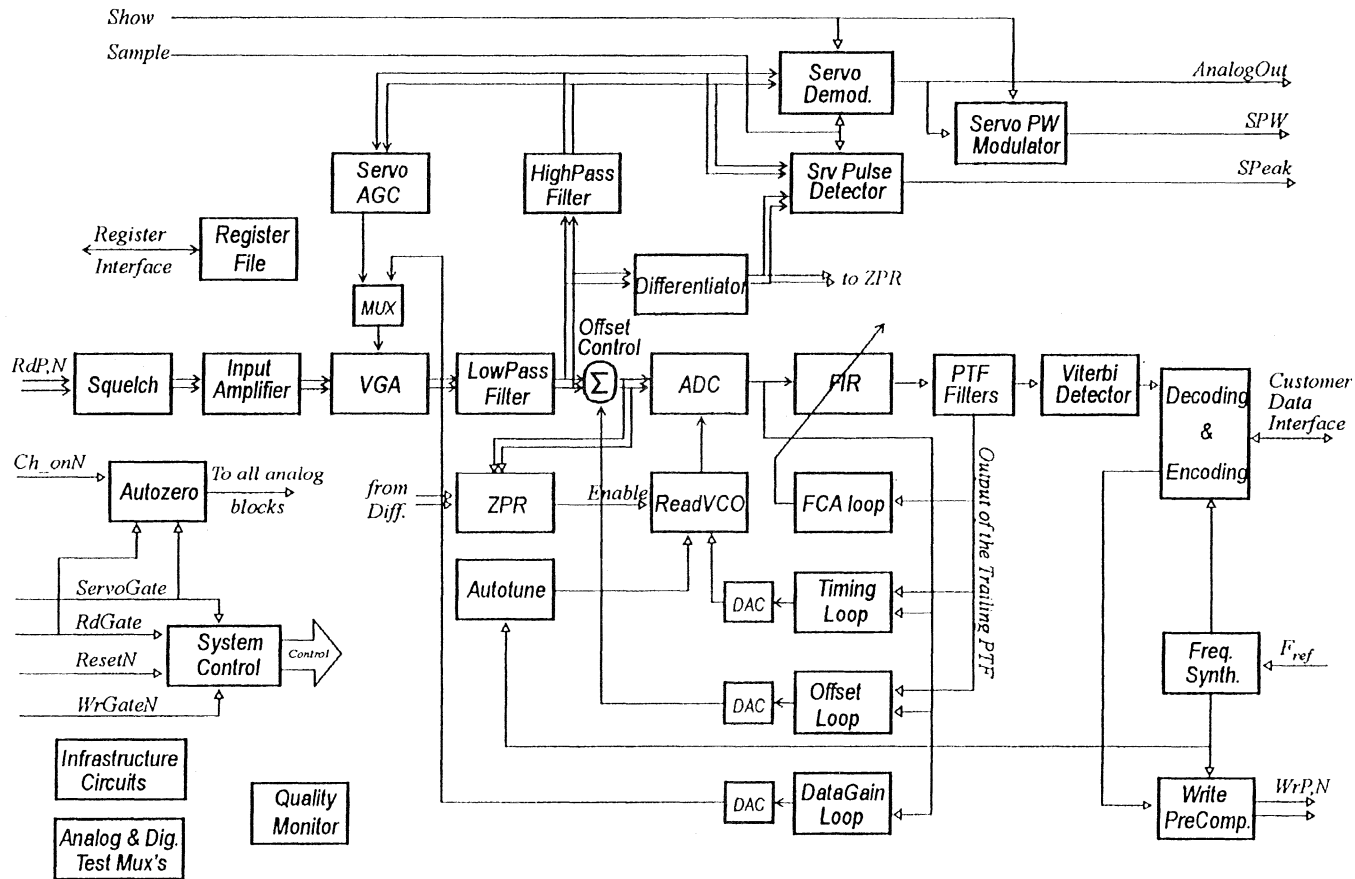 Show
Sample
Servo
Demod.
AnalogOut
Servo PW
Modulator
SPW
Servo
AGC
HighPass
Filter
Srv Pulse
Detector
SPeak
Register
Interface
Register
File
MUX
Differentiator
to ZPR
Offset
Control
RdP,N
Squelch
Input
Amplifier
VGA
LowPass
Filter
Σ
ADC
FIR
PTF
Filters
Viterbi
Detector
Decoding
&
Encoding
Customer
Data
Interface
Ch_onN
Autozero
To all analog
blocks
from
Diff.
ZPR
Enable
ReadVCO
FCA loop
Ouput of the Trailing PTF
ServoGate
RdGate
ResetN
WrGateN
System
Control
Control
Autotune
DAC
Timing
Loop
DAC
Offset
Loop
Freq.
Synth.
Fref
Infrastructure
Circuits
Analog & Dig.
Test Mux's
Quality
Monitor
DAC
DataGain
Loop
Write
PreComp.
WrP,N